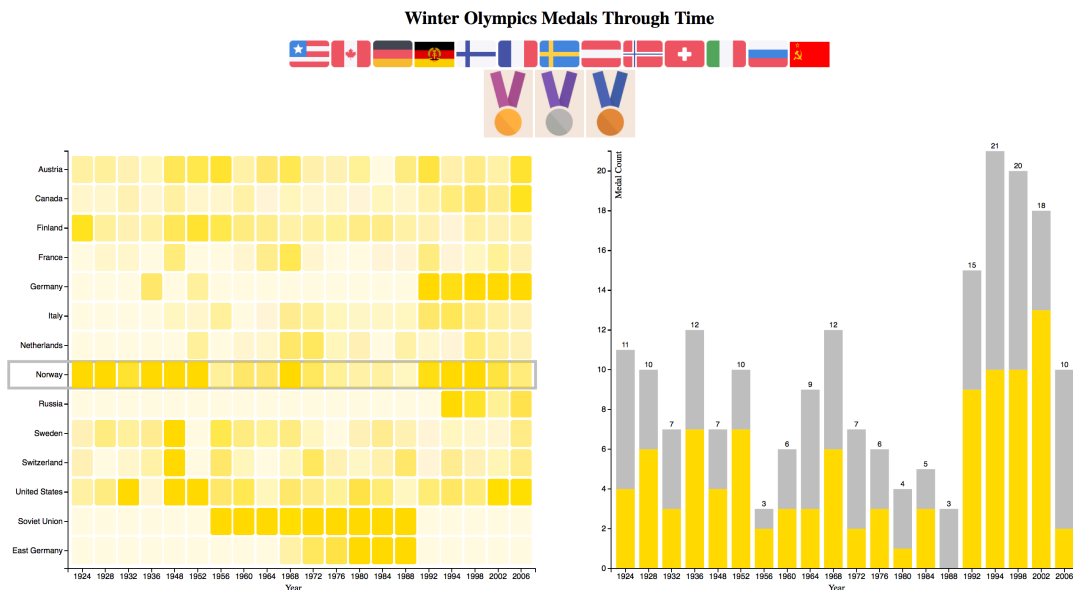 Winter Olympics Medals Through Time
Austria
Canada
Finland
France
Germany
Italy
Netherlands
Norway
Russia
Sweden
Switzerland
United States
Soviet Union
East Germany
1924 1928 1932 1936 1948 1952 1956 1960 1964 1968 1972 1976 1980 1984 1988 1992 1994 1998 2002 2006
Year
Medal Count
20
18
16
14
12
10
8
6
4
2
0
11 10 7 12 7 10 3 6 9 12 7 6 4 5 3 15 21 20 18 10
1924 1928 1932 1936 1948 1952 1956 1960 1964 1968 1972 1976 1980 1984 1988 1992 1994 1998 2002 2006
Year